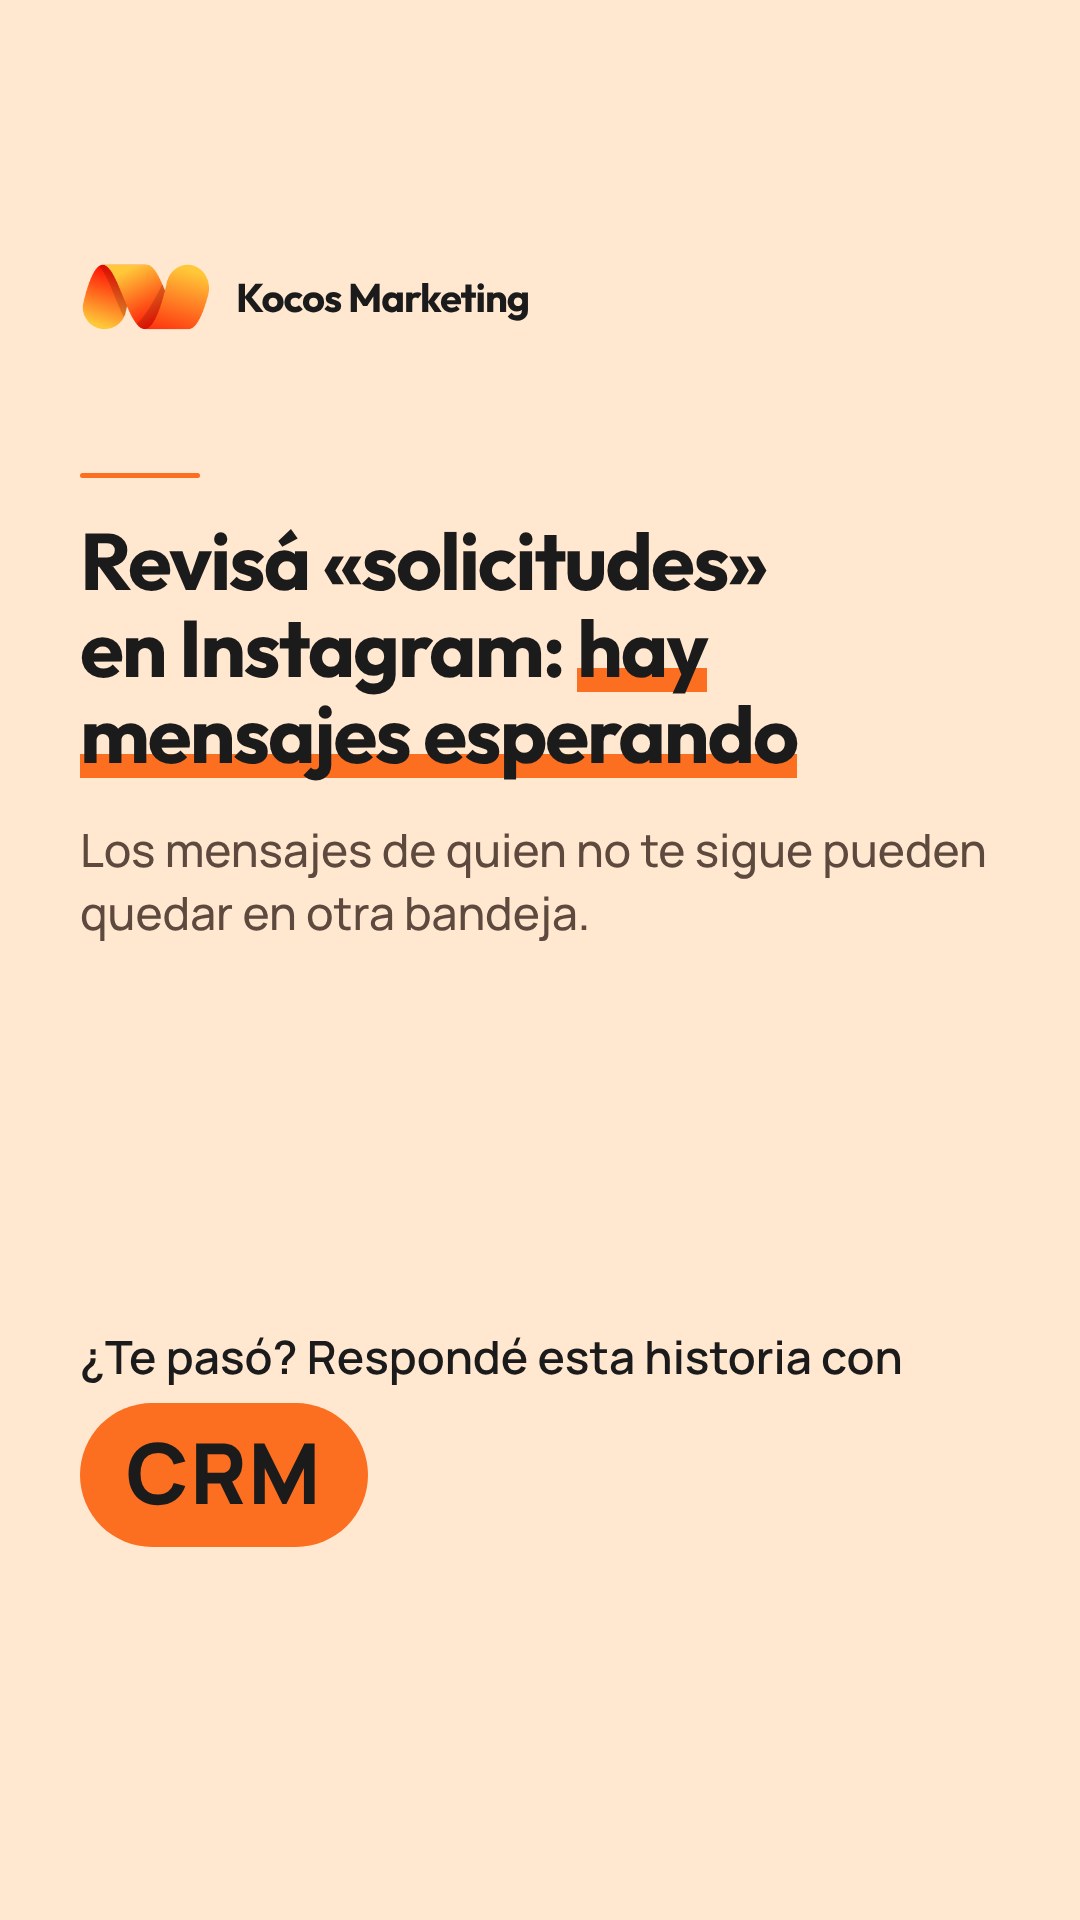 Kocos Marketing
Revisá «solicitudes»
en Instagram: hay
mensajes esperando
Los mensajes de quien no te sigue pueden
quedar en otra bandeja.
¿Te pasó? Respondé esta historia con
CRM